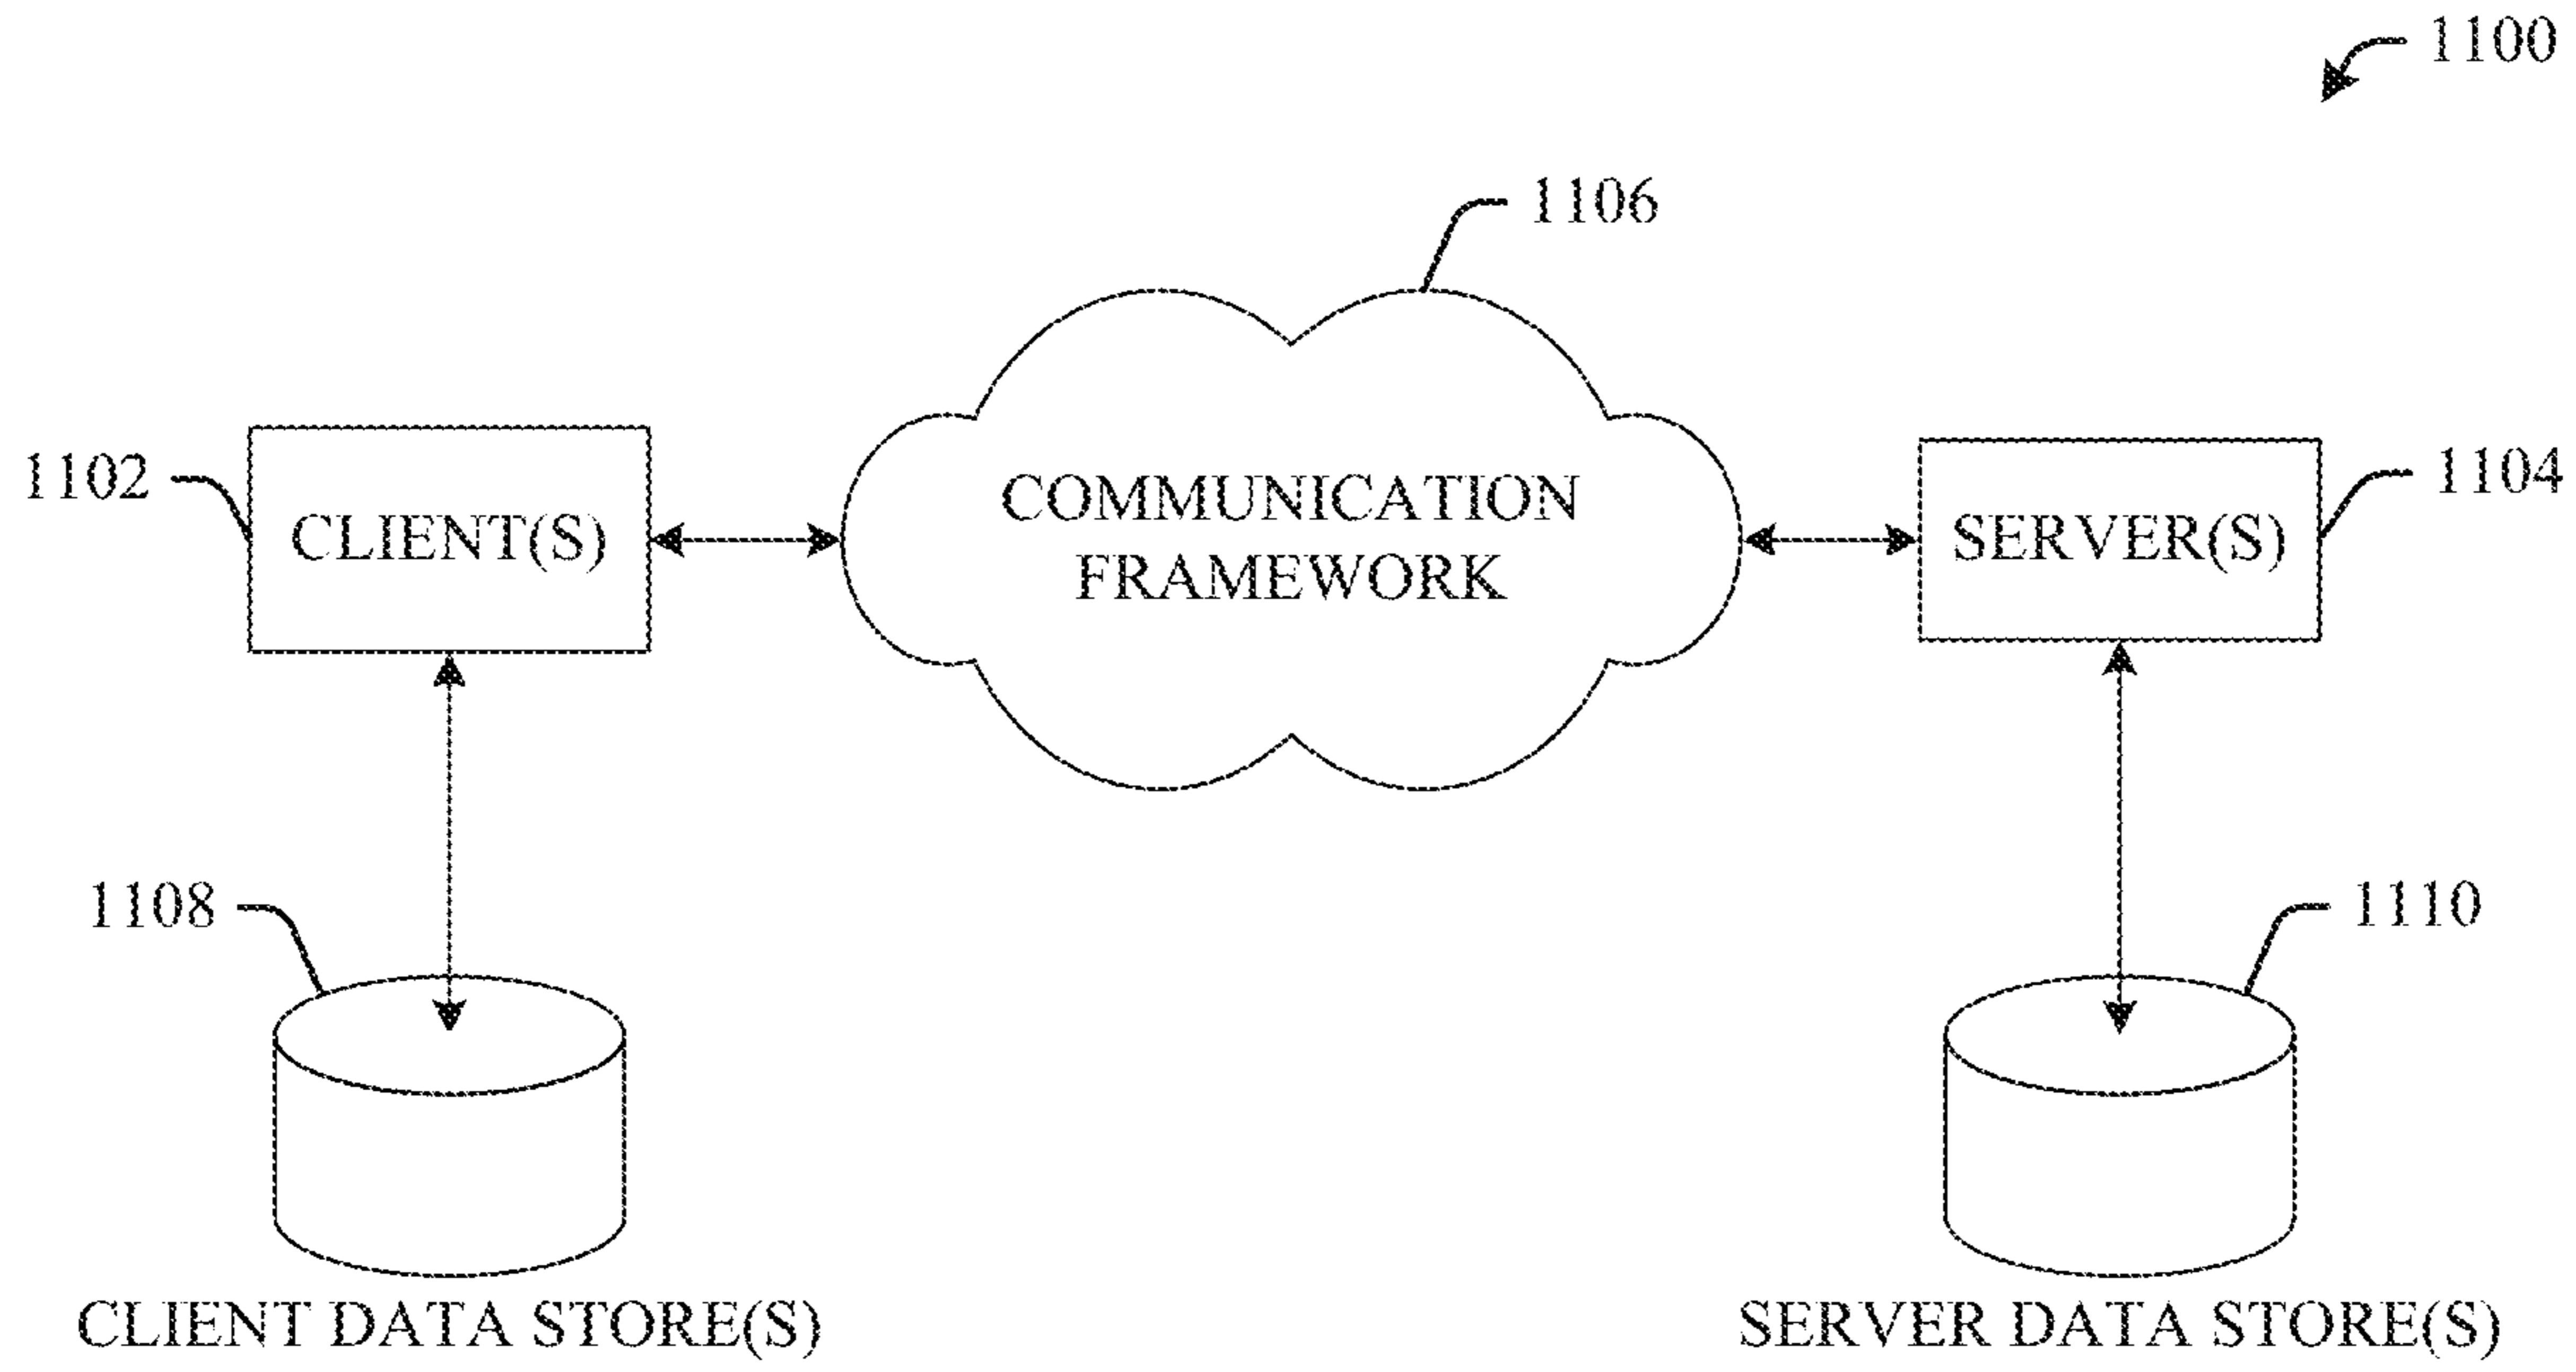 1100
1106
1102
CLIENT(S)
COMMUNICATION
FRAMEWORK
SERVER(S)
1104
1108
1110
CLIENT DATA STORE(S)
SERVER DATA STORE(S)